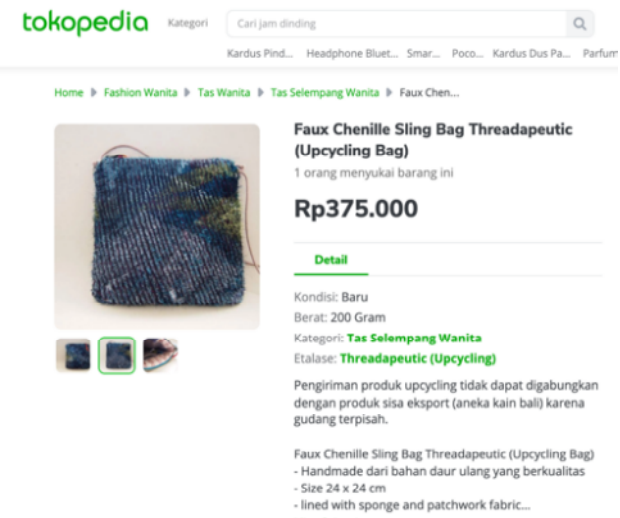 tokopedia
Kategori
Cari jam dinding
Kardus Pind... Headphone Bluet... Smar... Poco... Kardus Dus Pa... Parfum
Home Fashion Wanita Tas Wanita Tas Selempang Wanita Faux Chen...
Faux Chenille Sling Bag Threadapeutic
(Upcycling Bag)
1 orang menyukai barang ini
Rp375.000
Detail
Kondisi: Baru
Berat: 200 Gram
Kategori: Tas Selempang Wanita
Etalase: Threadapeutic (Upcycling)
Pengiriman produk upcycling tidak dapat digabungkan
dengan produk sisa eksport (aneka kain bali) karena
gudang terpisah.
Faux Chenille Sling Bag Threadapeutic (Upcycling Bag)
- Handmade dari bahan daur ulang yang berkualitas
- Size 24 x 24 cm
- lined with sponge and patchwork fabric...